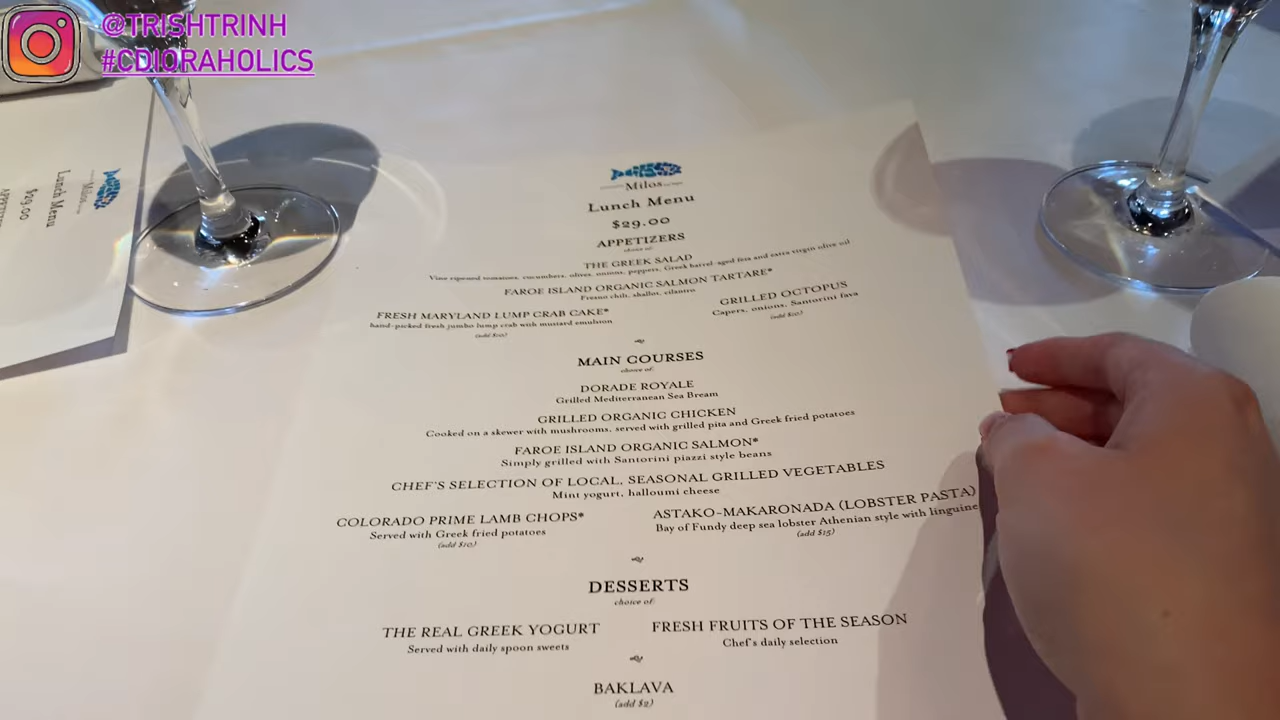 @TRISHTRINH
#CDIORAHOLICS
Milos
Lunch Menu
$29.00
Milos
Lunch Menu
$29.00
APPETIZERS
choice of:
THE GREEK SALAD
Vine ripened tomatoes, cucumbers, olives, onions, peppers, Greek barrel-aged feta and extra virgin olive oil
FAROE ISLAND ORGANIC SALMON TARTARE*
Fresno chili, shallot, cilantro
FRESH MARYLAND LUMP CRAB CAKE*
hand-packed fresh jumbo lump crab with mustard emulsion
(add $10)
GRILLED OCTOPUS
Capers, onions, Santorini fava
(add $10)
MAIN COURSES
choice of:
DORADE ROYALE
Grilled Mediterranean Sea Bream
GRILLED ORGANIC CHICKEN
Cooked on a skewer with mushrooms, served with grilled pita and Greek fried potatoes
FAROE ISLAND ORGANIC SALMON*
Simply grilled with Santorini piazzi style beans
CHEF'S SELECTION OF LOCAL, SEASONAL GRILLED VEGETABLES
Mint yogurt, halloumi cheese
COLORADO PRIME LAMB CHOPS*
Served with Greek fried potatoes
(add $10)
ASTAKO-MAKARONADA (LOBSTER PASTA)
Bay of Fundy deep sea lobster Athenian style with linguine
(add $15)
DESSERTS
choice of:
THE REAL GREEK YOGURT
Served with daily spoon sweets
FRESH FRUITS OF THE SEASON
Chef's daily selection
BAKLAVA
(add $2)